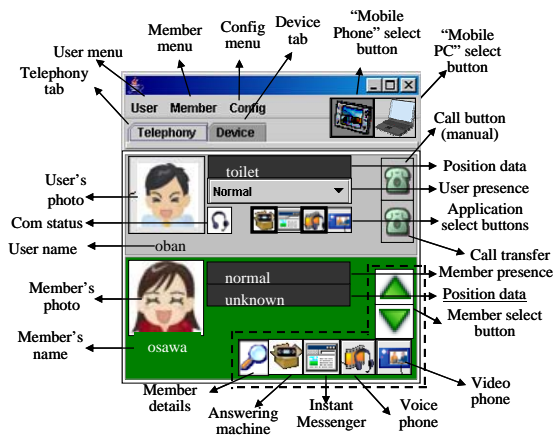 “Mobile
Phone” select
button
“Mobile
PC” select
button
Device
tab
Config
menu
Member
menu
User menu
Telephony
tab
User Member Config
Telephony Device
Call button
(manual)
toilet
Position data
Normal
User presence
User's
photo
Com status
Application
select buttons
User name
oban
Call transfer
normal
Member presence
unknown
Position data
Member's
photo
Member select
button
Member's
name
osawa
Member
details
Answering
machine
Instant
Messenger
Voice
phone
Video
phone